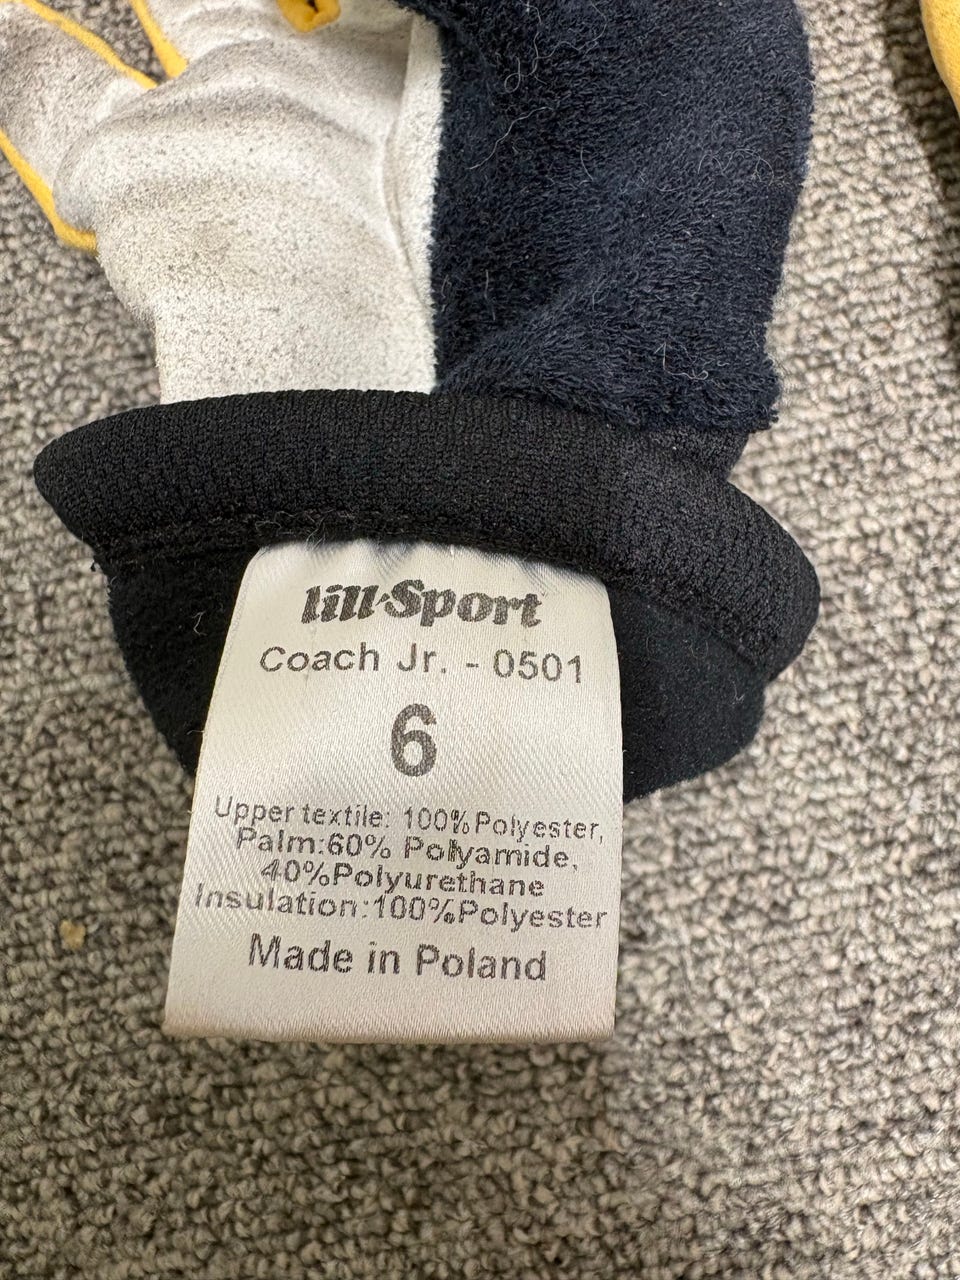 lill-Sport
Coach Jr. - 0501
6
Upper textile: 100%Polyester,
Palm:60% Polyamide,
40%Polyurethane
Insulation:100%Polyester
Made in Poland